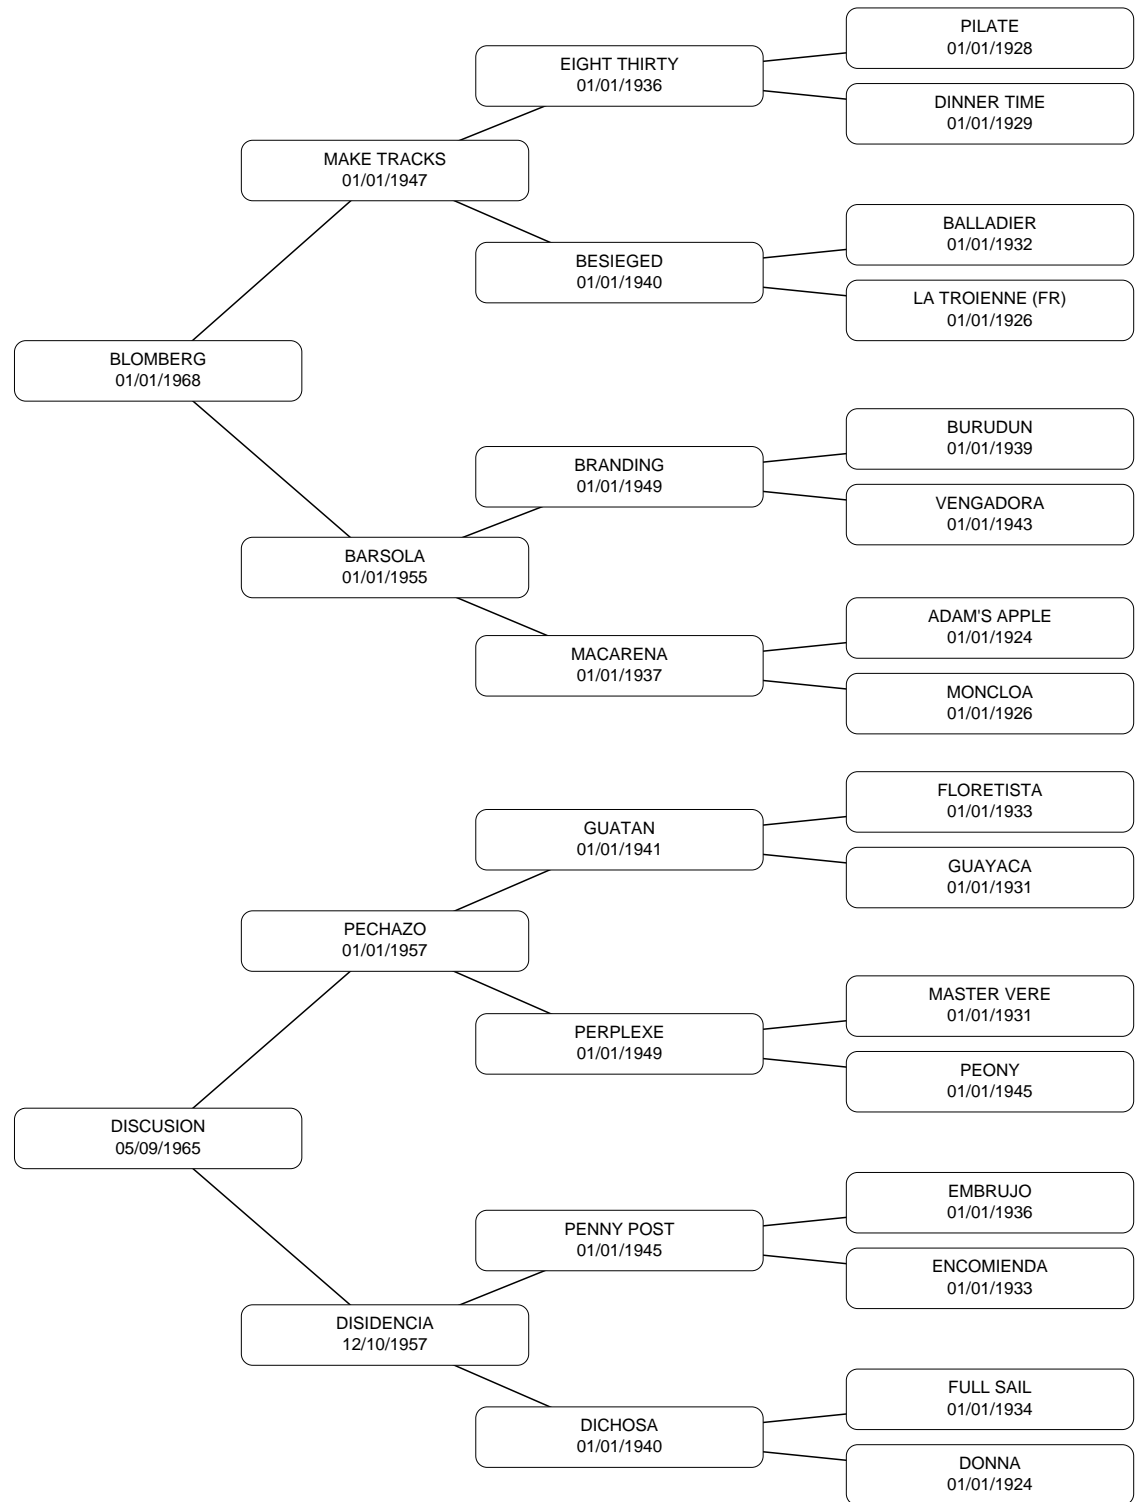 PILATE
01/01/1928
EIGHT THIRTY
01/01/1936
DINNER TIME
01/01/1929
MAKE TRACKS
01/01/1947
BALLADIER
01/01/1932
BESIEGED
01/01/1940
LA TROIENNE (FR)
01/01/1926
BLOMBERG
01/01/1968
BURUDUN
01/01/1939
BRANDING
01/01/1949
VENGADORA
01/01/1943
BARSOLA
01/01/1955
ADAM'S APPLE
01/01/1924
MACARENA
01/01/1937
MONCLOA
01/01/1926
FLORETISTA
01/01/1933
GUATAN
01/01/1941
GUAYACA
01/01/1931
PECHAZO
01/01/1957
MASTER VERE
01/01/1931
PERPLEXE
01/01/1949
PEONY
01/01/1945
DISCUSION
05/09/1965
EMBRUJO
01/01/1936
PENNY POST
01/01/1945
ENCOMIENDA
01/01/1933
DISIDENCIA
12/10/1957
FULL SAIL
01/01/1934
DICHOSA
01/01/1940
DONNA
01/01/1924